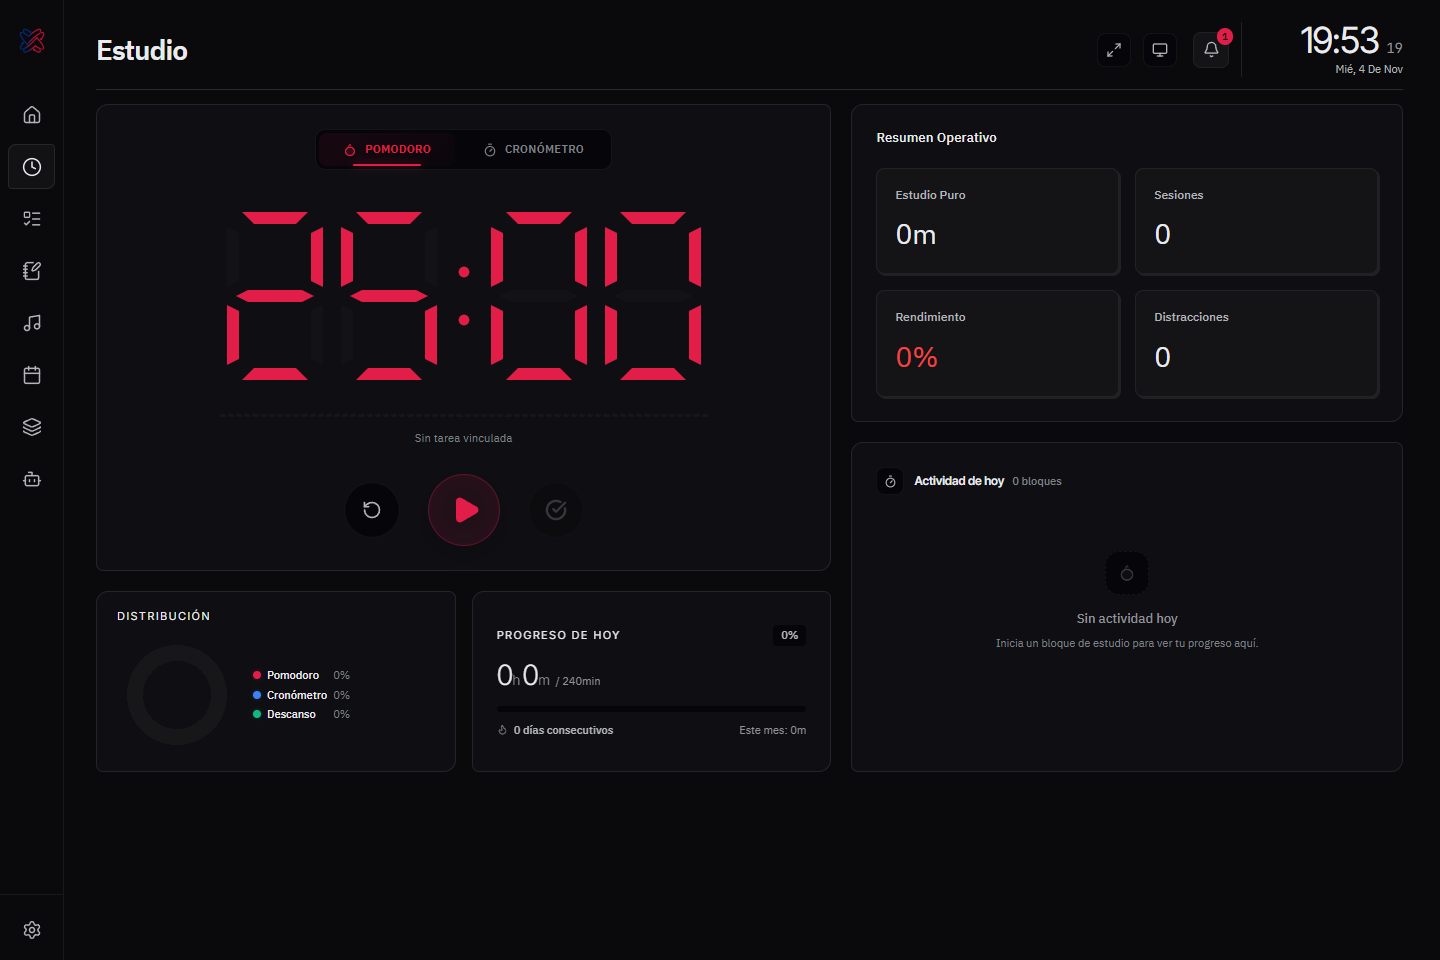 Estudio
1
19:53 19
Mié, 4 De Nov
POMODORO
CRONÓMETRO
25:00
Sin tarea vinculada
Resumen Operativo
Estudio Puro
0m
Sesiones
0
Rendimiento
0%
Distracciones
0
Actividad de hoy 0 bloques
Sin actividad hoy
Inicia un bloque de estudio para ver tu progreso aquí.
DISTRIBUCIÓN
Pomodoro 0%
Cronómetro 0%
Descanso 0%
PROGRESO DE HOY 0%
0h 0m / 240min
0 días consecutivos
Este mes: 0m